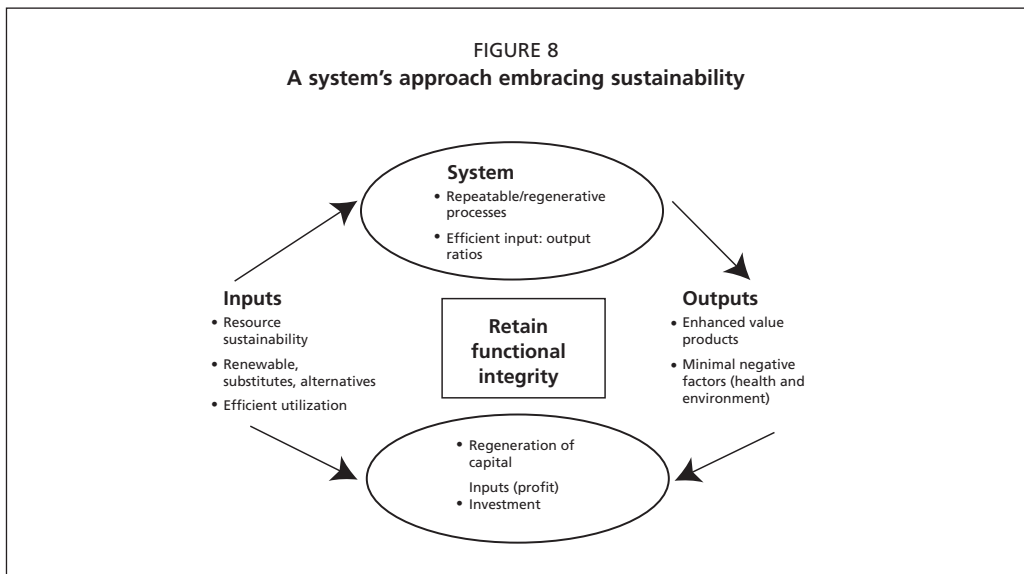 FIGURE 8
A system's approach embracing sustainability
System
• Repeatable/regenerative
processes
• Efficient input: output
ratios
Inputs
• Resource
sustainability
• Renewable,
substitutes, alternatives
• Efficient utilization
Retain
functional
integrity
Outputs
• Enhanced value
products
• Minimal negative
factors (health and
environment)
• Regeneration of
capital
Inputs (profit)
• Investment